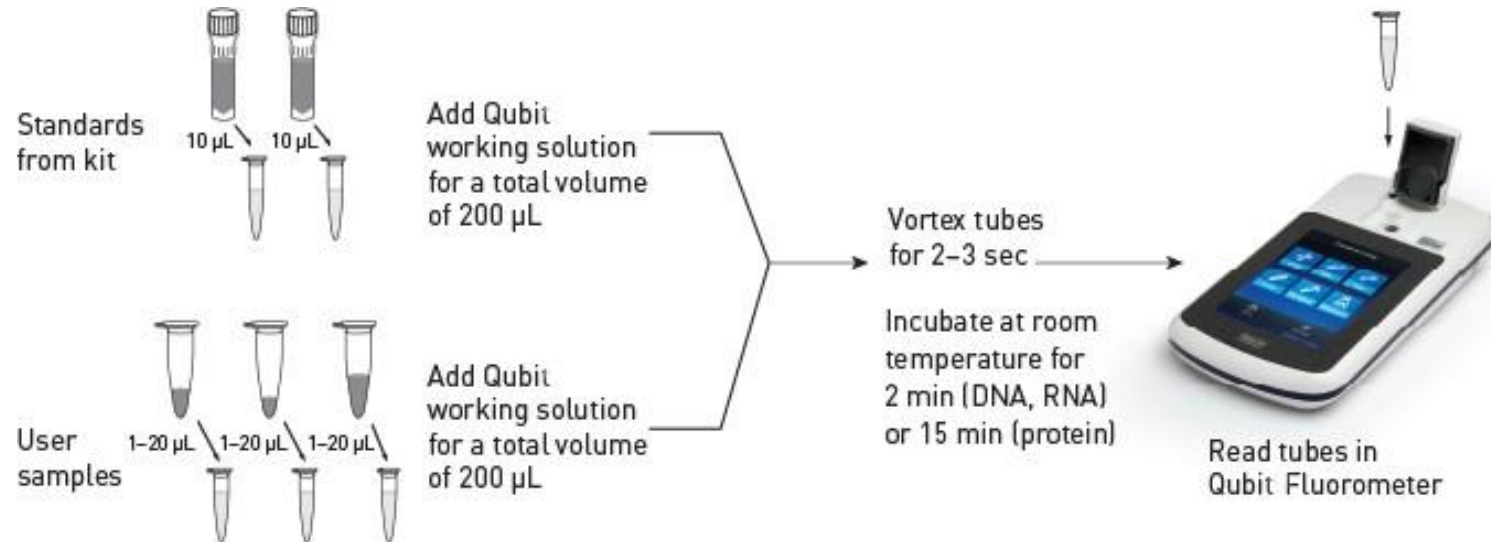 Standards
from kit
10 µL
10 µL
Add Qubit
working solution
for a total volume
of 200 µL
User
samples
1–20 µL
1–20 µL
1–20 µL
Add Qubit
working solution
for a total volume
of 200 µL
Vortex tubes
for 2–3 sec
Incubate at room
temperature for
2 min (DNA, RNA)
or 15 min (protein)
Read tubes in
Qubit Fluorometer